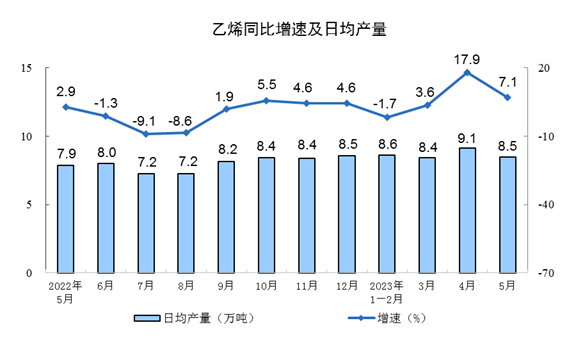 乙烯同比增速及日均产量
15
10
5
0
20
-10
-40
-70
2.9
-1.3
-9.1
-8.6
1.9
5.5
4.6
4.6
-1.7
3.6
17.9
7.1
7.9
8.0
7.2
7.2
8.2
8.4
8.4
8.5
8.6
8.4
9.1
8.5
2022年
5月
6月
7月
8月
9月
10月
11月
12月
2023年
1—2月
3月
4月
5月
日均产量（万吨）
增速（%）